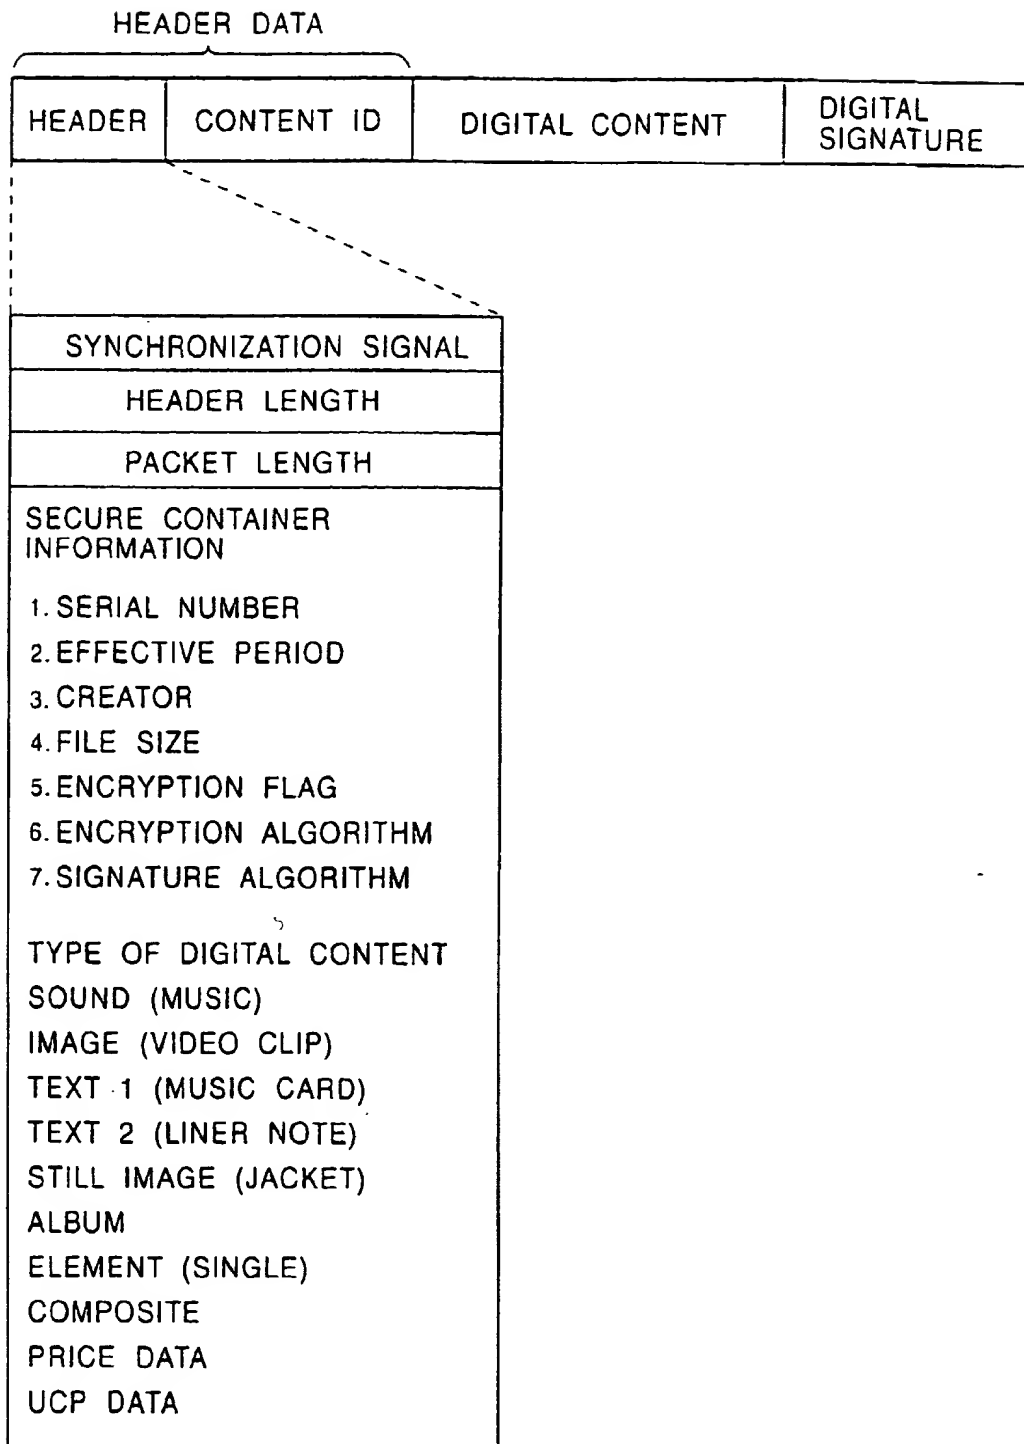 HEADER DATA
HEADER
CONTENT ID
DIGITAL CONTENT
DIGITAL
SIGNATURE
SYNCHRONIZATION SIGNAL
HEADER LENGTH
PACKET LENGTH
SECURE CONTAINER
INFORMATION
1. SERIAL NUMBER
2. EFFECTIVE PERIOD
3. CREATOR
4. FILE SIZE
5. ENCRYPTION FLAG
6. ENCRYPTION ALGORITHM
7. SIGNATURE ALGORITHM
TYPE OF DIGITAL CONTENT
SOUND (MUSIC)
IMAGE (VIDEO CLIP)
TEXT 1 (MUSIC CARD)
TEXT 2 (LINER NOTE)
STILL IMAGE (JACKET)
ALBUM
ELEMENT (SINGLE)
COMPOSITE
PRICE DATA
UCP DATA